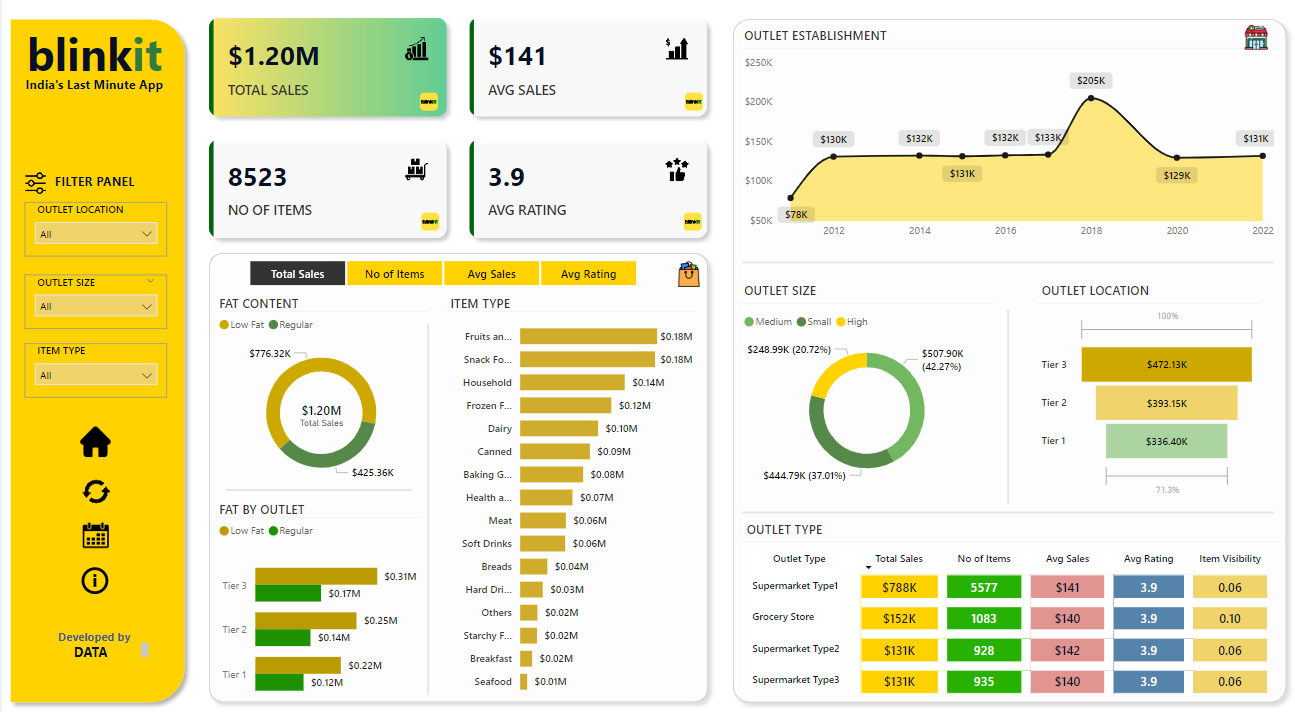 blinkit
India's Last Minute App
FILTER PANEL
OUTLET LOCATION
All
OUTLET SIZE
All
ITEM TYPE
All
Developed by
DATA
$1.20M
TOTAL SALES
blinkit
$141
AVG SALES
blinkit
8523
NO OF ITEMS
blinkit
3.9
AVG RATING
blinkit
Total Sales No of Items Avg Sales Avg Rating
FAT CONTENT
Low Fat Regular
$776.32K
$1.20M
Total Sales
$425.36K
FAT BY OUTLET
Low Fat Regular
Tier 3 $0.31M
$0.17M
Tier 2 $0.25M
$0.14M
Tier 1 $0.22M
$0.12M
ITEM TYPE
Fruits an... $0.18M
Snack Fo... $0.18M
Household $0.14M
Frozen F... $0.12M
Dairy $0.10M
Canned $0.09M
Baking G... $0.08M
Health a... $0.07M
Meat $0.06M
Soft Drinks $0.06M
Breads $0.04M
Hard Dri... $0.03M
Others $0.02M
Starchy F... $0.02M
Breakfast $0.02M
Seafood $0.01M
OUTLET ESTABLISHMENT
$250K
$200K
$150K
$100K
$50K
$78K
$130K
$132K
$131K
$132K
$133K
$205K
$129K
$131K
2012 2014 2016 2018 2020 2022
OUTLET SIZE
Medium Small High
$248.99K (20.72%)
$507.90K
(42.27%)
$444.79K (37.01%)
OUTLET LOCATION
100%
Tier 3 $472.13K
Tier 2 $393.15K
Tier 1 $336.40K
71.3%
OUTLET TYPE
Outlet Type Total Sales No of Items Avg Sales Avg Rating Item Visibility
Supermarket Type1 $788K 5577 $141 3.9 0.06
Grocery Store $152K 1083 $140 3.9 0.10
Supermarket Type2 $131K 928 $142 3.9 0.06
Supermarket Type3 $131K 935 $140 3.9 0.06